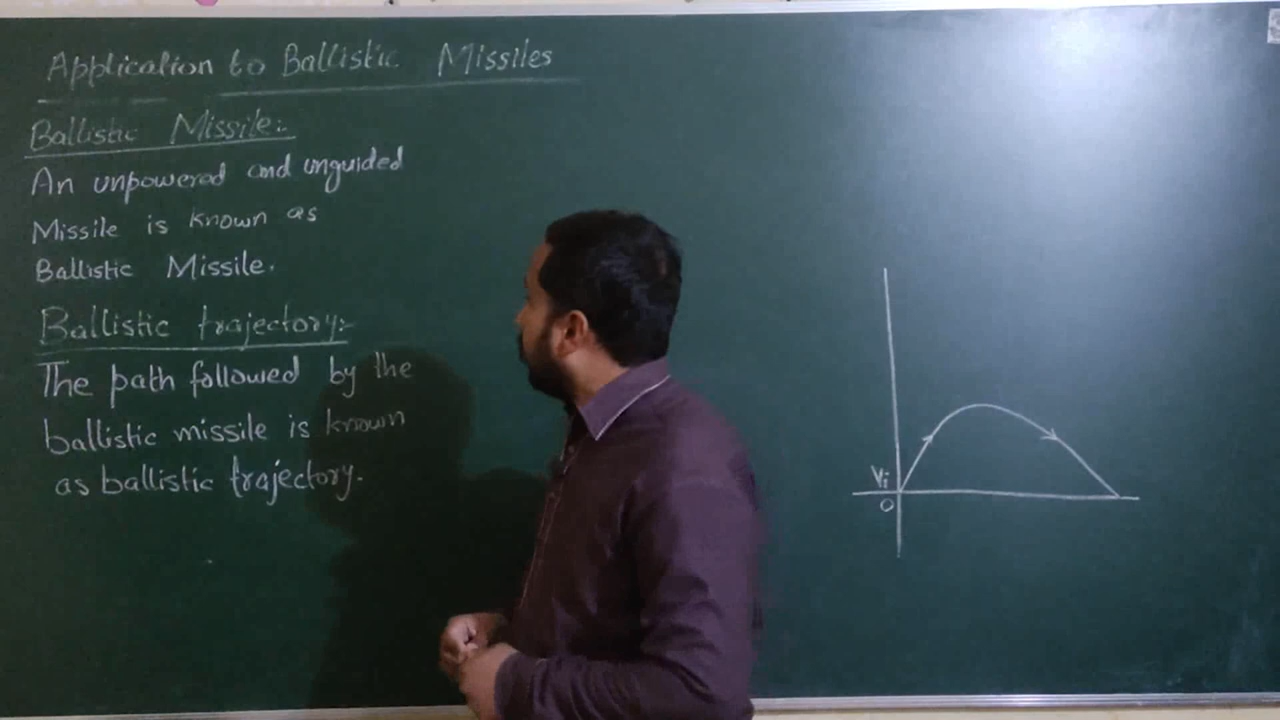 Application to Ballistic Missiles
Ballistic Missile:-
An unpowered and unguided
Missile is known as
Ballistic Missile.
Ballistic trajectory:-
The path followed by the
ballistic missile is known
as ballistic trajectory.
Vi
O